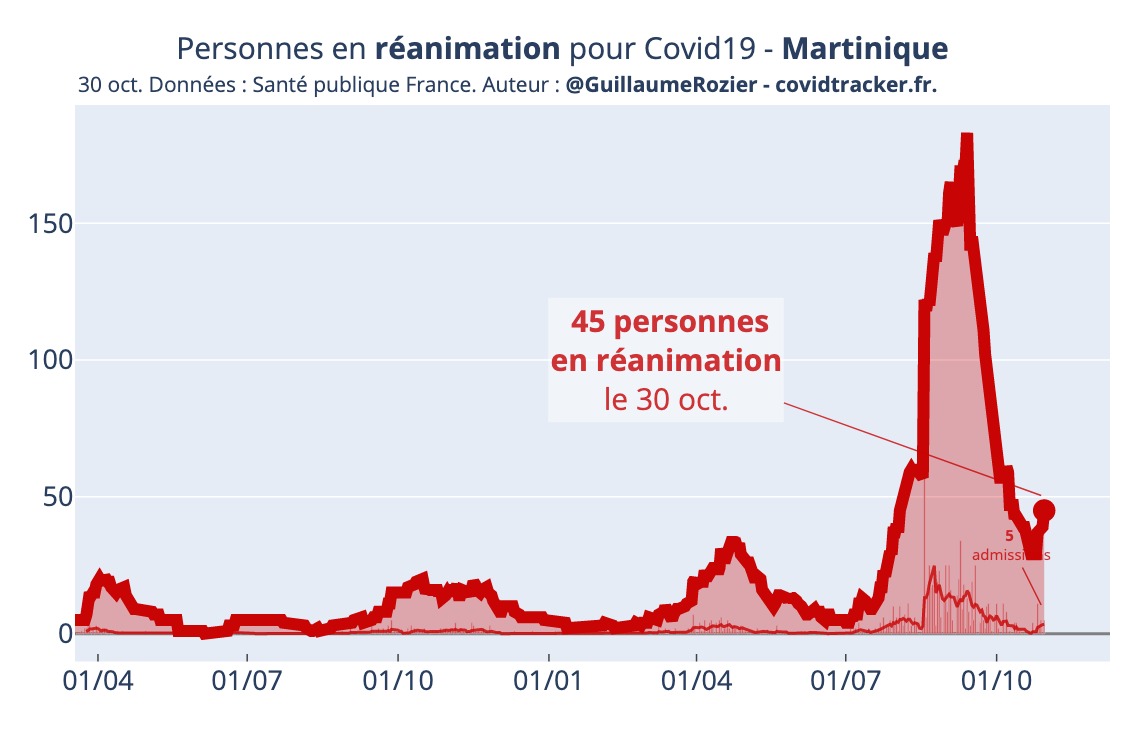 Personnes en réanimation pour Covid19 - Martinique
30 oct. Données : Santé publique France. Auteur : @GuillaumeRozier - covidtracker.fr.
150
100
50
0
45 personnes
en réanimation
le 30 oct.
5
admissions
01/04
01/07
01/10
01/01
01/04
01/07
01/10